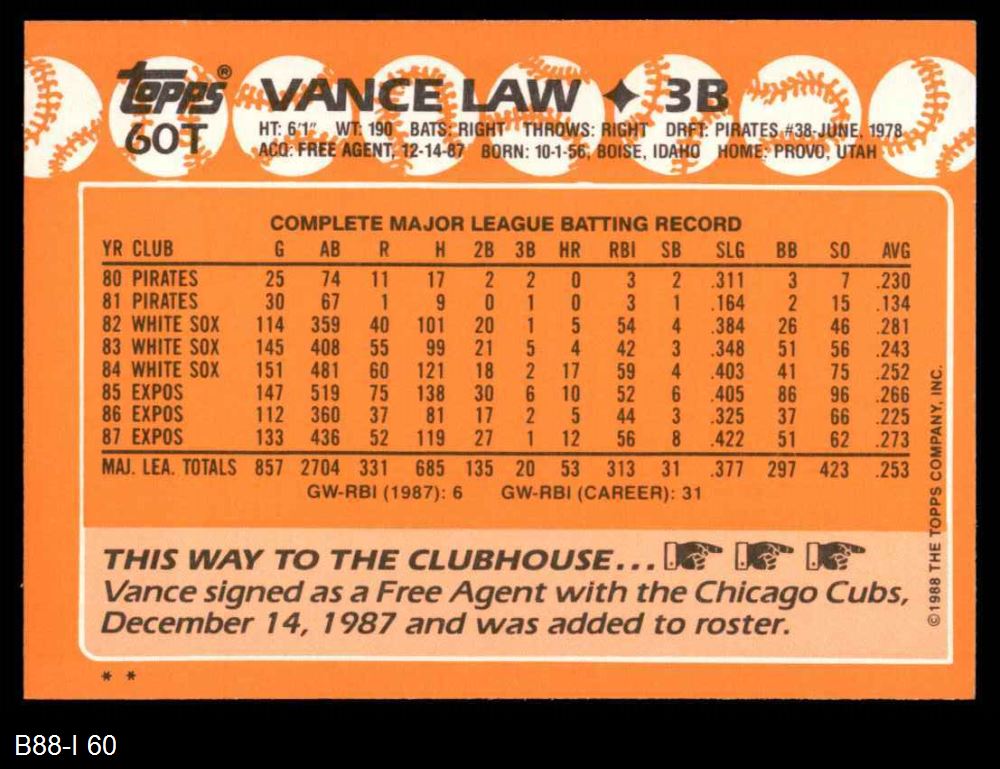 topps®
60T
VANCE LAW ✦ 3B
HT: 6'1" WT: 190 BATS: RIGHT THROWS: RIGHT DRFT: PIRATES #38-JUNE, 1978
ACQ: FREE AGENT, 12-14-87 BORN: 10-1-56, BOISE, IDAHO HOME: PROVO, UTAH
COMPLETE MAJOR LEAGUE BATTING RECORD
YR CLUB G AB R H 2B 3B HR RBI SB SLG BB SO AVG
80 PIRATES 25 74 11 17 2 2 0 3 2 .311 3 7 .230
81 PIRATES 30 67 1 9 0 1 0 3 1 .164 2 15 .134
82 WHITE SOX 114 359 40 101 20 1 5 54 4 .384 26 46 .281
83 WHITE SOX 145 408 55 99 21 5 4 42 3 .348 51 56 .243
84 WHITE SOX 151 481 60 121 18 2 17 59 4 .403 41 75 .252
85 EXPOS 147 519 75 138 30 6 10 52 6 .405 86 96 .266
86 EXPOS 112 360 37 81 17 2 5 44 3 .325 37 66 .225
87 EXPOS 133 436 52 119 27 1 12 56 8 .422 51 62 .273
MAJ. LEA. TOTALS 857 2704 331 685 135 20 53 313 31 .377 297 423 .253
GW-RBI (1987): 6 GW-RBI (CAREER): 31
THIS WAY TO THE CLUBHOUSE...
Vance signed as a Free Agent with the Chicago Cubs,
December 14, 1987 and was added to roster.
©1988 THE TOPPS COMPANY, INC.
* *
B88-I 60